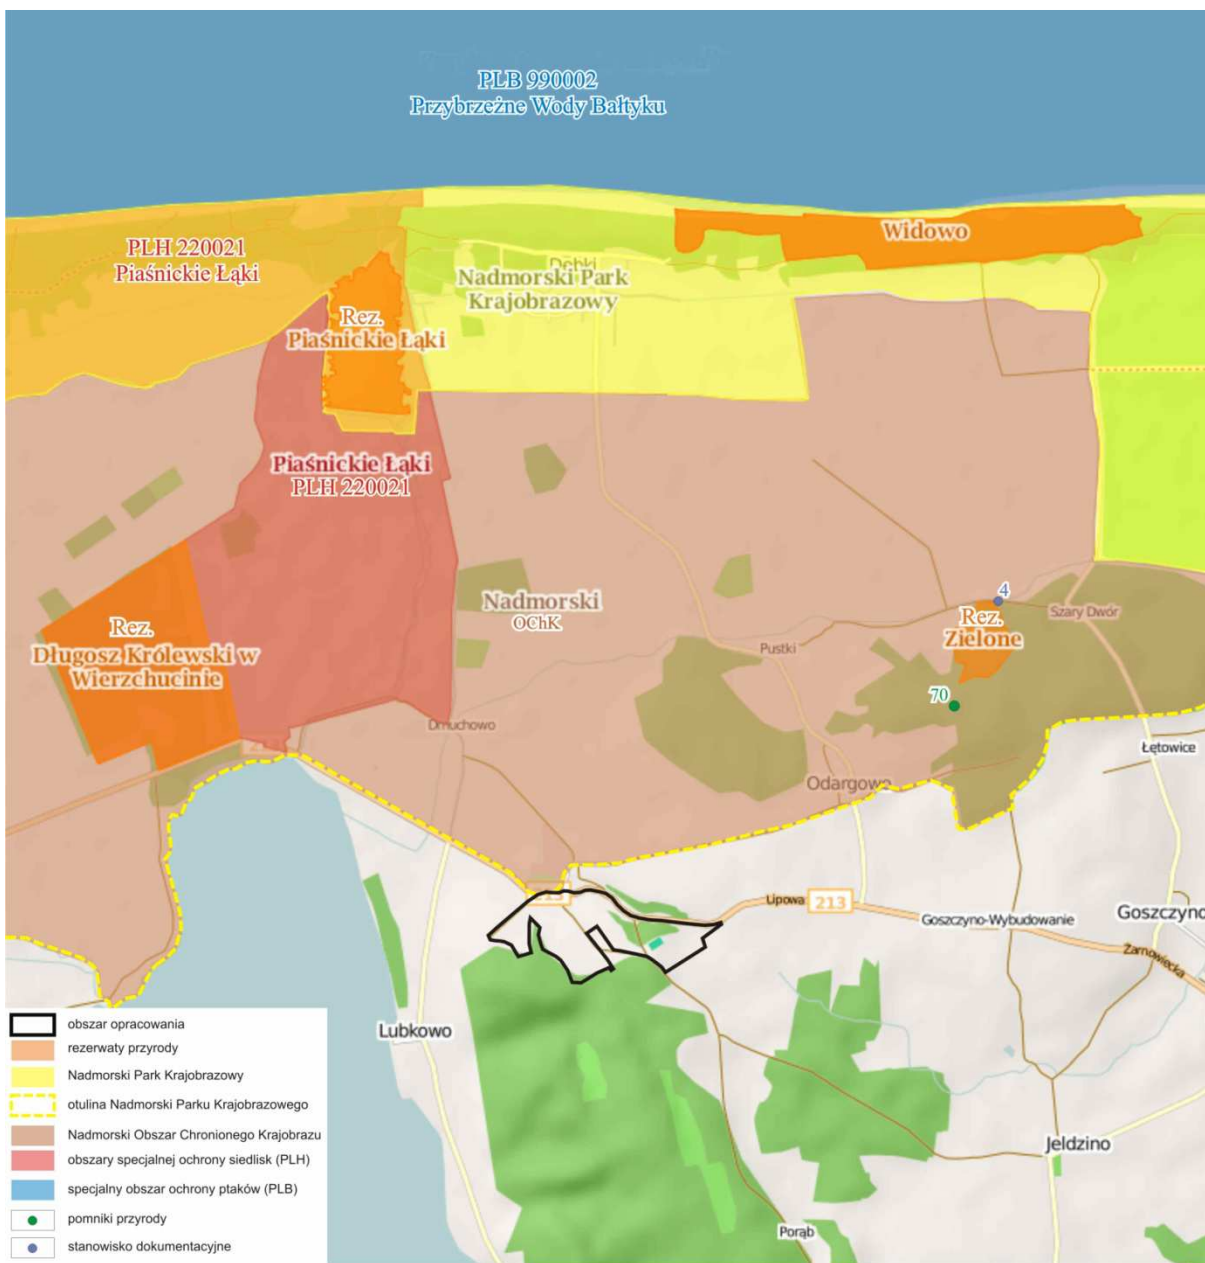 PLB 990002
Przybrzeżne Wody Bałtyku
Widowo
PLH 220021
Piaśnickie Łąki
Dębki
Nadmorski Park
Krajobrazowy
Rez.
Piaśnickie Łąki
Piaśnickie Łąki
PLH 220021
Nadmorski
OChK
4
Rez.
Zielone
Szary Dwór
Rez.
Długosz Królewski w
Wierzchucinie
Pustki
70
Dmuchowo
Łętowice
Odargowo
213
Lipowa
213
Goszczyno-Wybudowanie
Goszczyno
Żarnowiecka
Lubkowo
Jeldzino
Porąb
obszar opracowania
rezerwaty przyrody
Nadmorski Park Krajobrazowy
otulina Nadmorski Parku Krajobrazowego
Nadmorski Obszar Chronionego Krajobrazu
obszary specjalnej ochrony siedlisk (PLH)
specjalny obszar ochrony ptaków (PLB)
pomniki przyrody
stanowisko dokumentacyjne